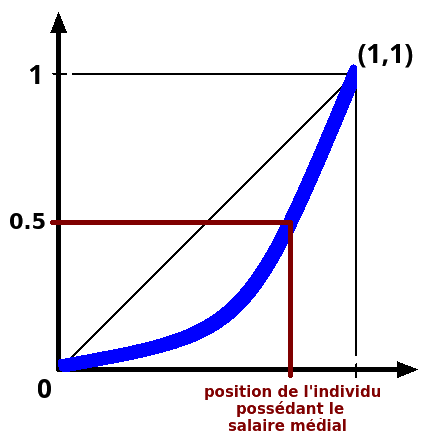 (1,1)
1
0.5
0
position de l'individu
possédant le
salaire médial